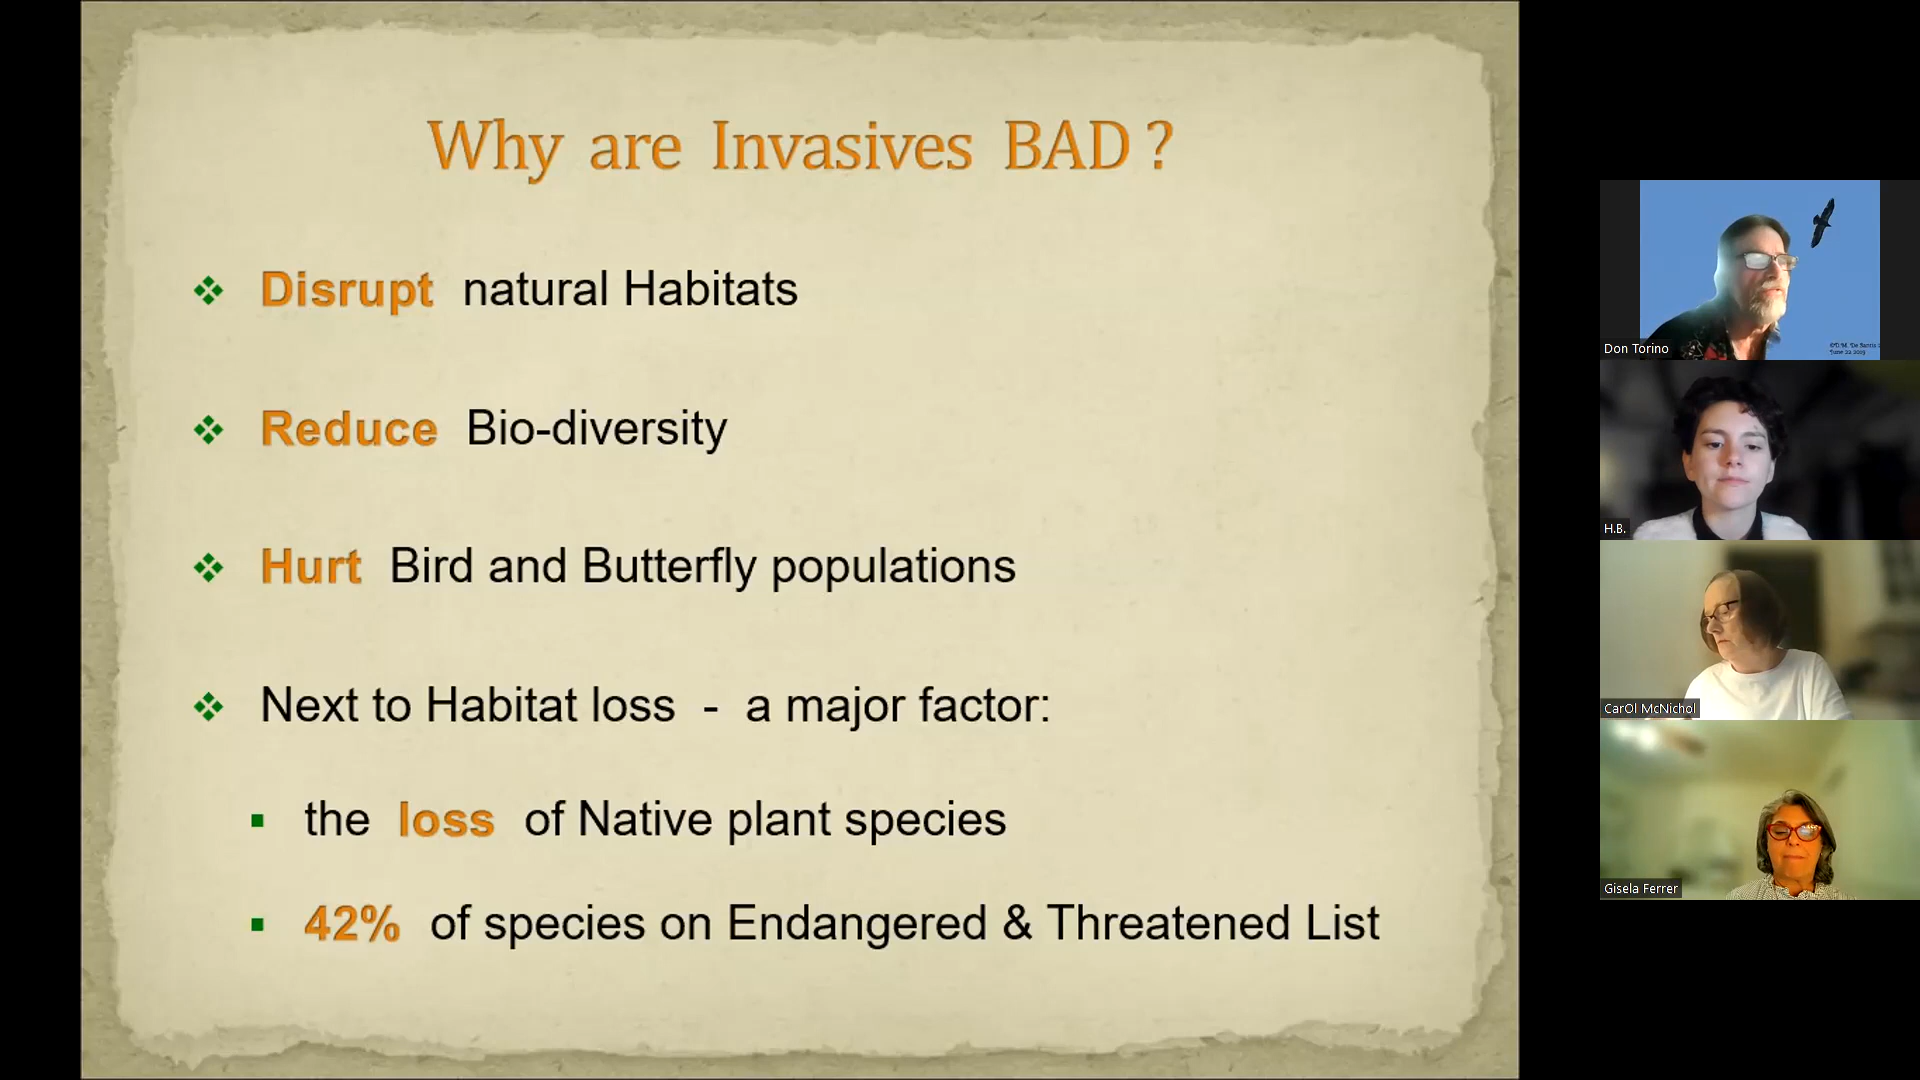 Why are Invasives BAD ?
Disrupt natural Habitats
Reduce Bio-diversity
Hurt Bird and Butterfly populations
Next to Habitat loss - a major factor:
the loss of Native plant species
42% of species on Endangered & Threatened List
Don Torino
H.B.
CarOl McNichol
Gisela Ferrer